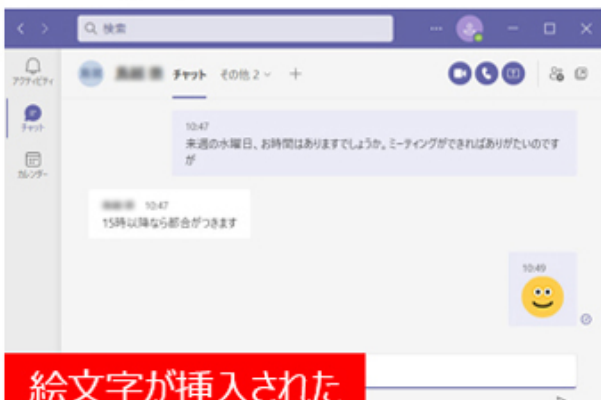 検索
アクティビティ
チャット その他 2 +
チャット
カレンダー
10:47
来週の水曜日、お時間はありますでしょうか。ミーティングができればありがたいのです
が
10:47
15時以降なら都合がつきます
10:49
絵文字が挿入された